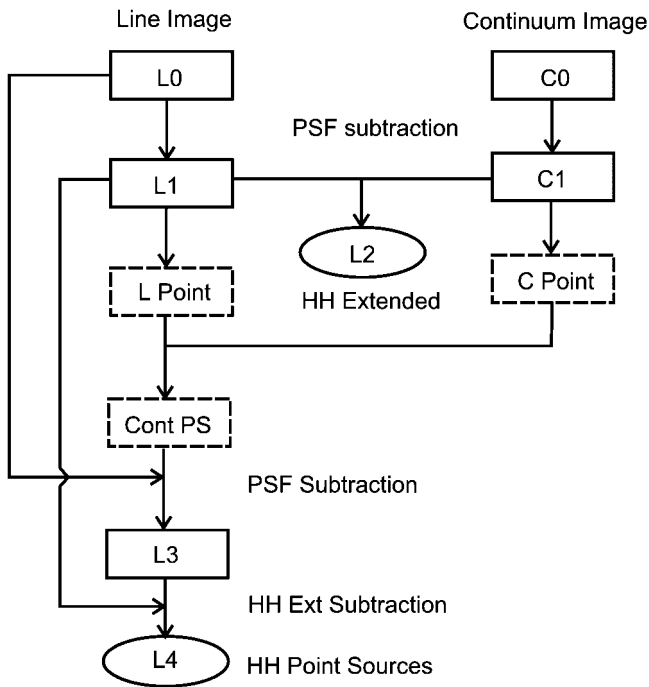 Line Image
Continuum Image
L0
C0
PSF subtraction
L1
C1
L2
L Point
HH Extended
C Point
Cont PS
PSF Subtraction
L3
HH Ext Subtraction
L4
HH Point Sources